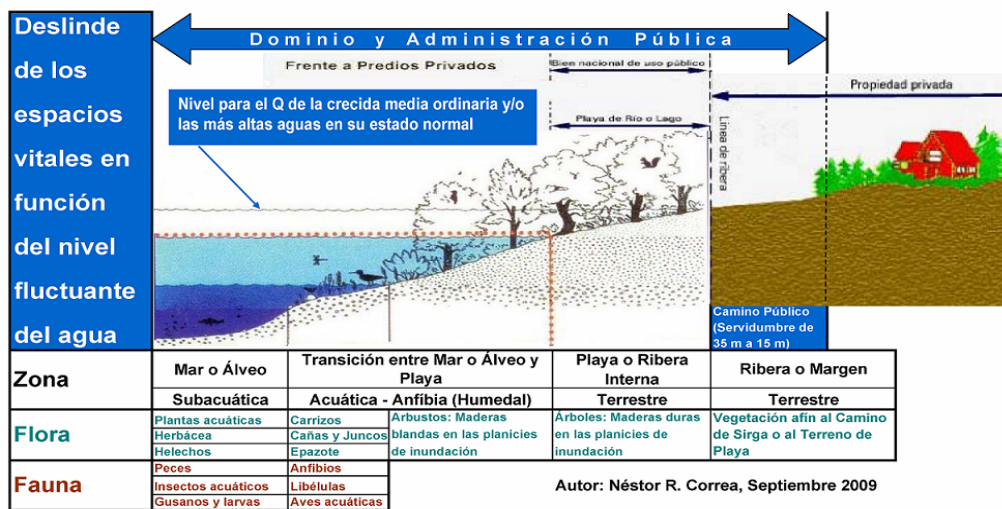 Deslinde
de los
espacios
vitales en
función
del nivel
fluctuante
del agua
Dominio y Administración Pública
Frente a Predios Privados
Bien nacional de uso público
Propiedad privada
Nivel para el Q de la crecida media ordinaria y/o
las más altas aguas en su estado normal
Playa de Río o Lago
Linea de ribera
Camino Público
(Servidumbre de
35 m a 15 m)
Zona
Mar o Álveo
Transición entre Mar o Álveo y
Playa
Playa o Ribera
Interna
Ribera o Margen
Subacuática
Acuática - Anfíbia (Humedal)
Terrestre
Terrestre
Flora
Plantas acuáticas
Herbácea
Helechos
Carrizos
Cañas y Juncos
Epazote
Arbustos: Maderas
blandas en las planicies
de inundación
Árboles: Maderas duras
en las planicies de
inundación
Vegetación afín al Camino
de Sirga o al Terreno de
Playa
Fauna
Peces
Insectos acuáticos
Gusanos y larvas
Anfibios
Libélulas
Aves acuáticas
Autor: Néstor R. Correa, Septiembre 2009